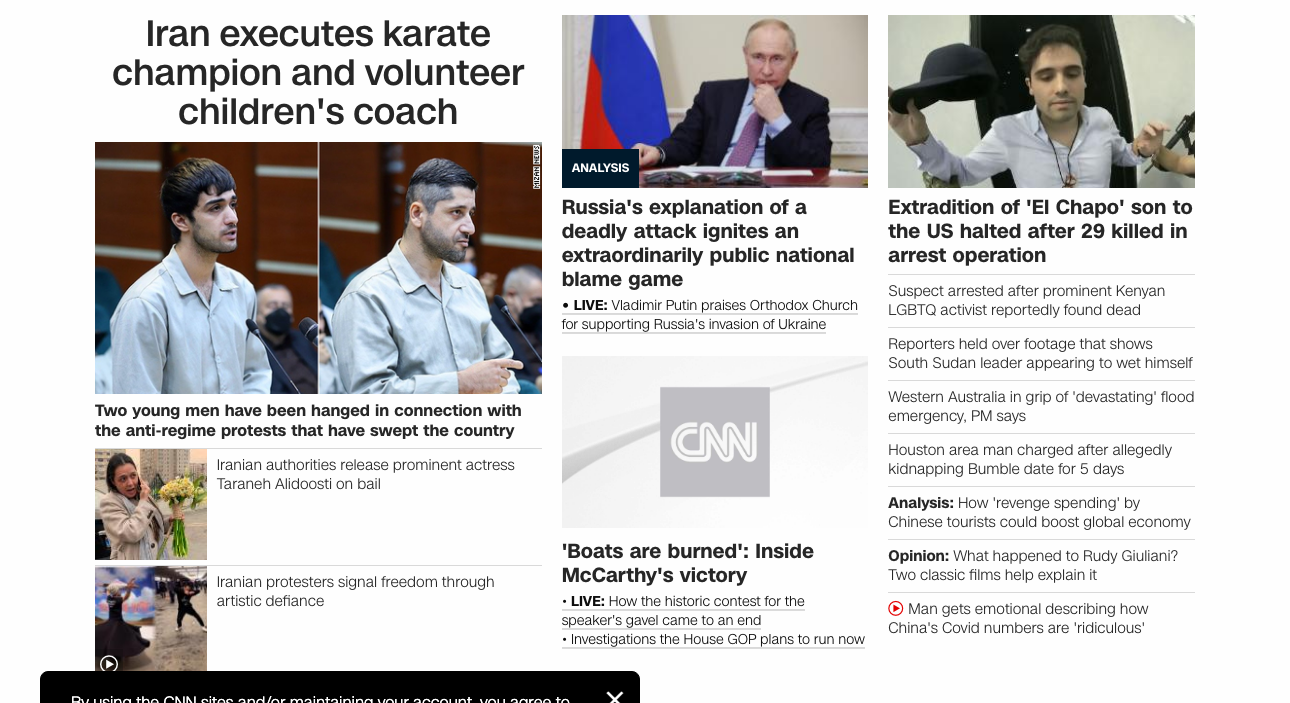 Iran executes karate
champion and volunteer
children's coach
MIZAN NEWS
Two young men have been hanged in connection with
the anti-regime protests that have swept the country
Iranian authorities release prominent actress
Taraneh Alidoosti on bail
Iranian protesters signal freedom through
artistic defiance
ANALYSIS
Russia's explanation of a
deadly attack ignites an
extraordinarily public national
blame game
• LIVE: Vladimir Putin praises Orthodox Church
for supporting Russia's invasion of Ukraine
CNN
'Boats are burned': Inside
McCarthy's victory
• LIVE: How the historic contest for the
speaker's gavel came to an end
• Investigations the House GOP plans to run now
Extradition of 'El Chapo' son to
the US halted after 29 killed in
arrest operation
Suspect arrested after prominent Kenyan
LGBTQ activist reportedly found dead
Reporters held over footage that shows
South Sudan leader appearing to wet himself
Western Australia in grip of 'devastating' flood
emergency, PM says
Houston area man charged after allegedly
kidnapping Bumble date for 5 days
Analysis: How 'revenge spending' by
Chinese tourists could boost global economy
Opinion: What happened to Rudy Giuliani?
Two classic films help explain it
Man gets emotional describing how
China's Covid numbers are 'ridiculous'
By using the CNN sites and/or maintaining your account, you agree to